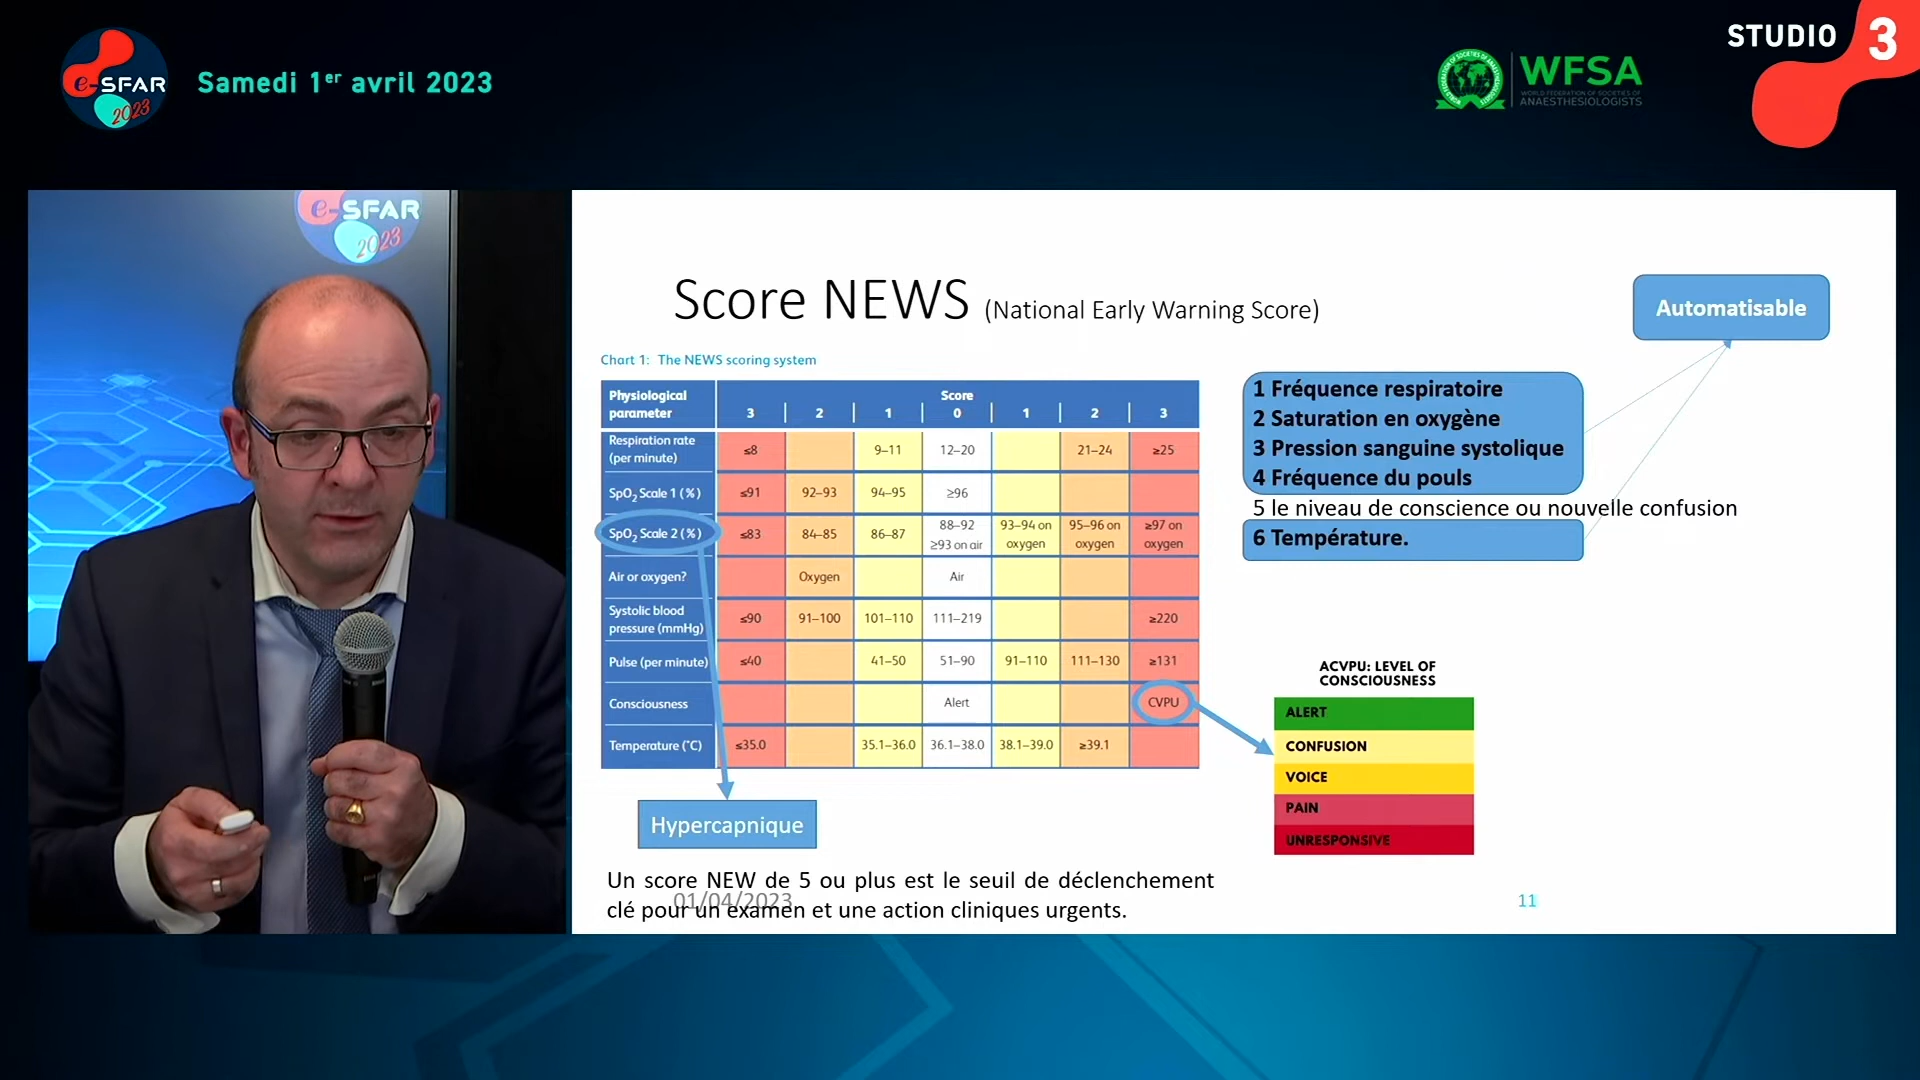 e-SFAR
2023
Samedi 1er avril 2023
WFSA
WORLD FEDERATION OF SOCIETIES OF
ANAESTHESIOLOGISTS
STUDIO 3
e-SFAR
2023
Score NEWS (National Early Warning Score)
Automatisable
Chart 1: The NEWS scoring system
Physiological parameter Score
3 2 1 0 1 2 3
Respiration rate (per minute) ≤8 9–11 12–20 21–24 ≥25
SpO2 Scale 1 (%) ≤91 92–93 94–95 ≥96
SpO2 Scale 2 (%) ≤83 84–85 86–87 88–92 ≥93 on air 93–94 on oxygen 95–96 on oxygen ≥97 on oxygen
Air or oxygen? Oxygen Air
Systolic blood pressure (mmHg) ≤90 91–100 101–110 111–219 ≥220
Pulse (per minute) ≤40 41–50 51–90 91–110 111–130 ≥131
Consciousness Alert CVPU
Temperature (°C) ≤35.0 35.1–36.0 36.1–38.0 38.1–39.0 ≥39.1
1 Fréquence respiratoire
2 Saturation en oxygène
3 Pression sanguine systolique
4 Fréquence du pouls
5 le niveau de conscience ou nouvelle confusion
6 Température.
ACVPU: LEVEL OF
CONSCIOUSNESS
ALERT
CONFUSION
VOICE
PAIN
UNRESPONSIVE
Hypercapnique
Un score NEW de 5 ou plus est le seuil de déclenchement
clé pour un examen et une action cliniques urgents.
01/04/2023
11